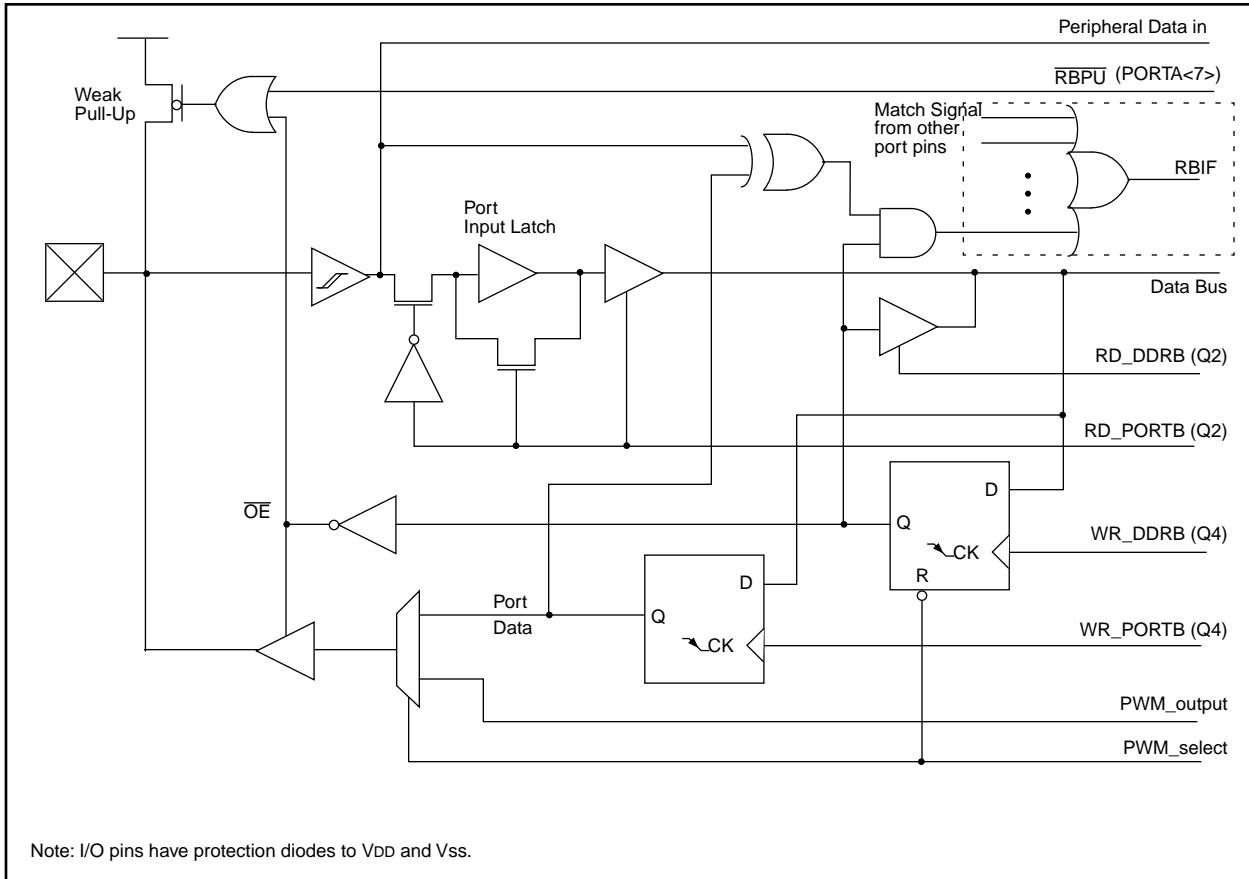 Peripheral Data in
RBPU (PORTA<7>)
Weak
Pull-Up
Match Signal
from other
port pins
RBIF
Port
Input Latch
Data Bus
RD_DDRB (Q2)
RD_PORTB (Q2)
OE
D
Q
CK
R
WR_DDRB (Q4)
Port
Data
D
Q
CK
WR_PORTB (Q4)
PWM_output
PWM_select
Note: I/O pins have protection diodes to VDD and Vss.